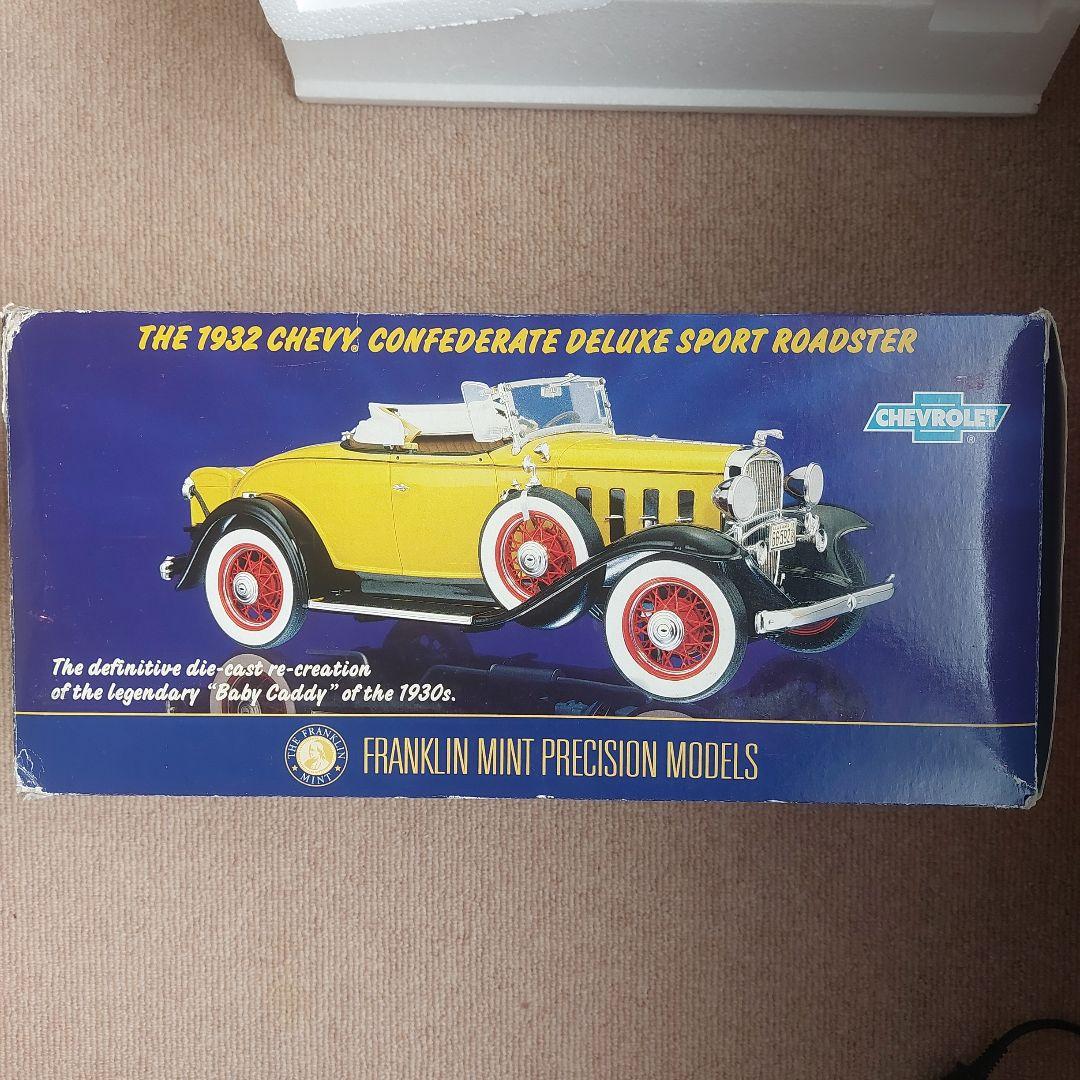 THE 1932 CHEVY® CONFEDERATE DELUXE SPORT ROADSTER
CHEVROLET
®
The definitive die-cast re-creation
of the legendary "Baby Caddy" of the 1930s.
THE FRANKLIN MINT
FRANKLIN MINT PRECISION MODELS